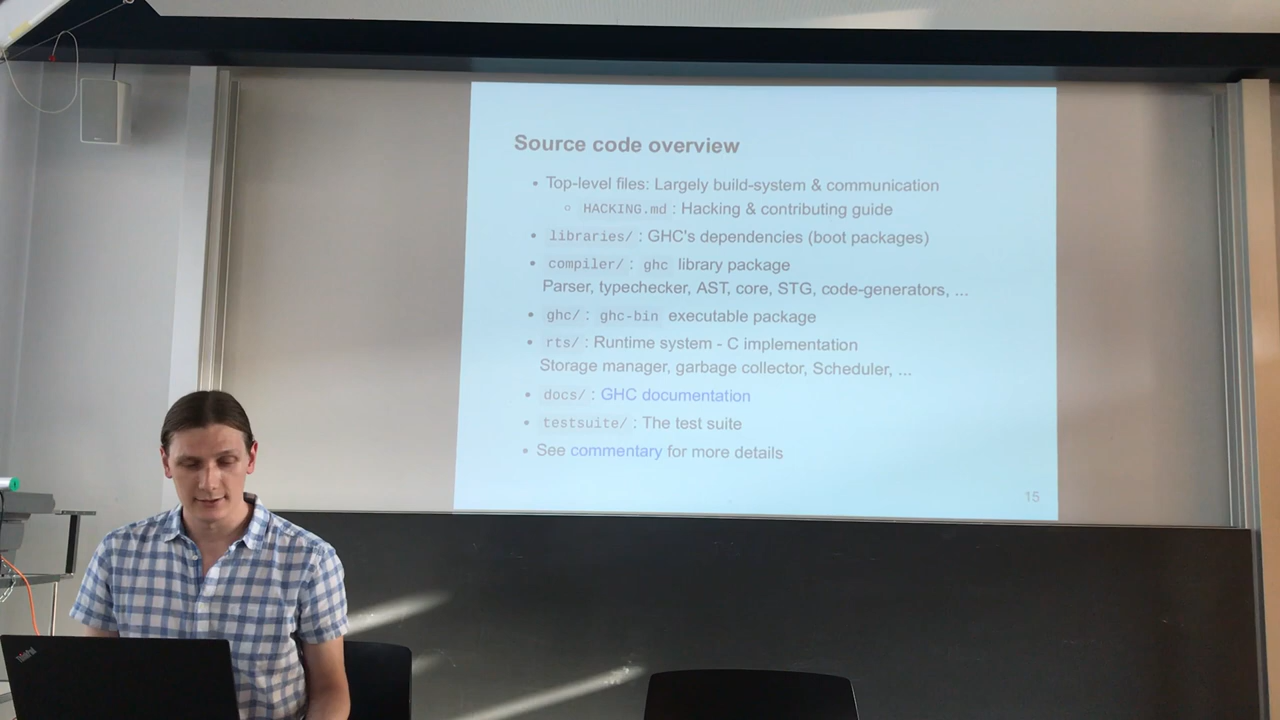 Source code overview
• Top-level files: Largely build-system & communication
○ HACKING.md : Hacking & contributing guide
• libraries/ : GHC's dependencies (boot packages)
• compiler/ : ghc library package
Parser, typechecker, AST, core, STG, code-generators, ...
• ghc/ : ghc-bin executable package
• rts/ : Runtime system - C implementation
Storage manager, garbage collector, Scheduler, ...
• docs/ : GHC documentation
• testsuite/ : The test suite
• See commentary for more details
15
ThinkPad